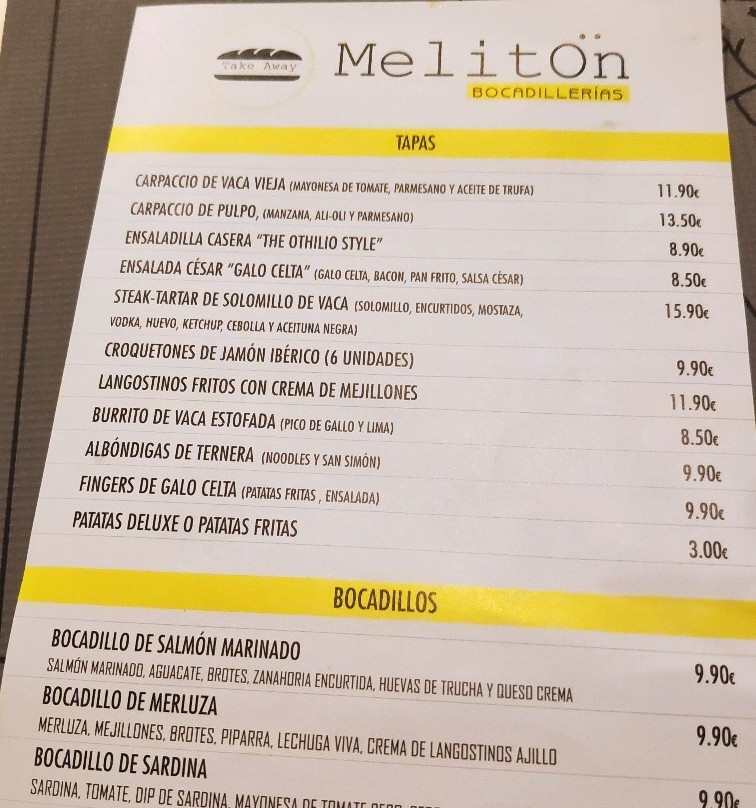 Take Away
MelitÖn
BOCADILLERÍAS
TAPAS
CARPACCIO DE VACA VIEJA (MAYONESA DE TOMATE, PARMESANO Y ACEITE DE TRUFA) 11.90€
CARPACCIO DE PULPO, (MANZANA, ALI-OLI Y PARMESANO) 13.50€
ENSALADILLA CASERA "THE OTHILIO STYLE" 8.90€
ENSALADA CÉSAR "GALO CELTA" (GALO CELTA, BACON, PAN FRITO, SALSA CÉSAR) 8.50€
STEAK-TARTAR DE SOLOMILLO DE VACA (SOLOMILLO, ENCURTIDOS, MOSTAZA, 15.90€
VODKA, HUEVO, KETCHUP, CEBOLLA Y ACEITUNA NEGRA)
CROQUETONES DE JAMÓN IBÉRICO (6 UNIDADES) 9.90€
LANGOSTINOS FRITOS CON CREMA DE MEJILLONES 11.90€
BURRITO DE VACA ESTOFADA (PICO DE GALLO Y LIMA) 8.50€
ALBÓNDIGAS DE TERNERA (NOODLES Y SAN SIMÓN) 9.90€
FINGERS DE GALO CELTA (PATATAS FRITAS , ENSALADA) 9.90€
PATATAS DELUXE O PATATAS FRITAS 3.00€
BOCADILLOS
BOCADILLO DE SALMÓN MARINADO 9.90€
SALMÓN MARINADO, AGUACATE, BROTES, ZANAHORIA ENCURTIDA, HUEVAS DE TRUCHA Y QUESO CREMA
BOCADILLO DE MERLUZA 9.90€
MERLUZA, MEJILLONES, BROTES, PIPARRA, LECHUGA VIVA, CREMA DE LANGOSTINOS AJILLO
BOCADILLO DE SARDINA 9.90€
SARDINA, TOMATE, DIP DE SARDINA, MAYONESA DE TOMATE